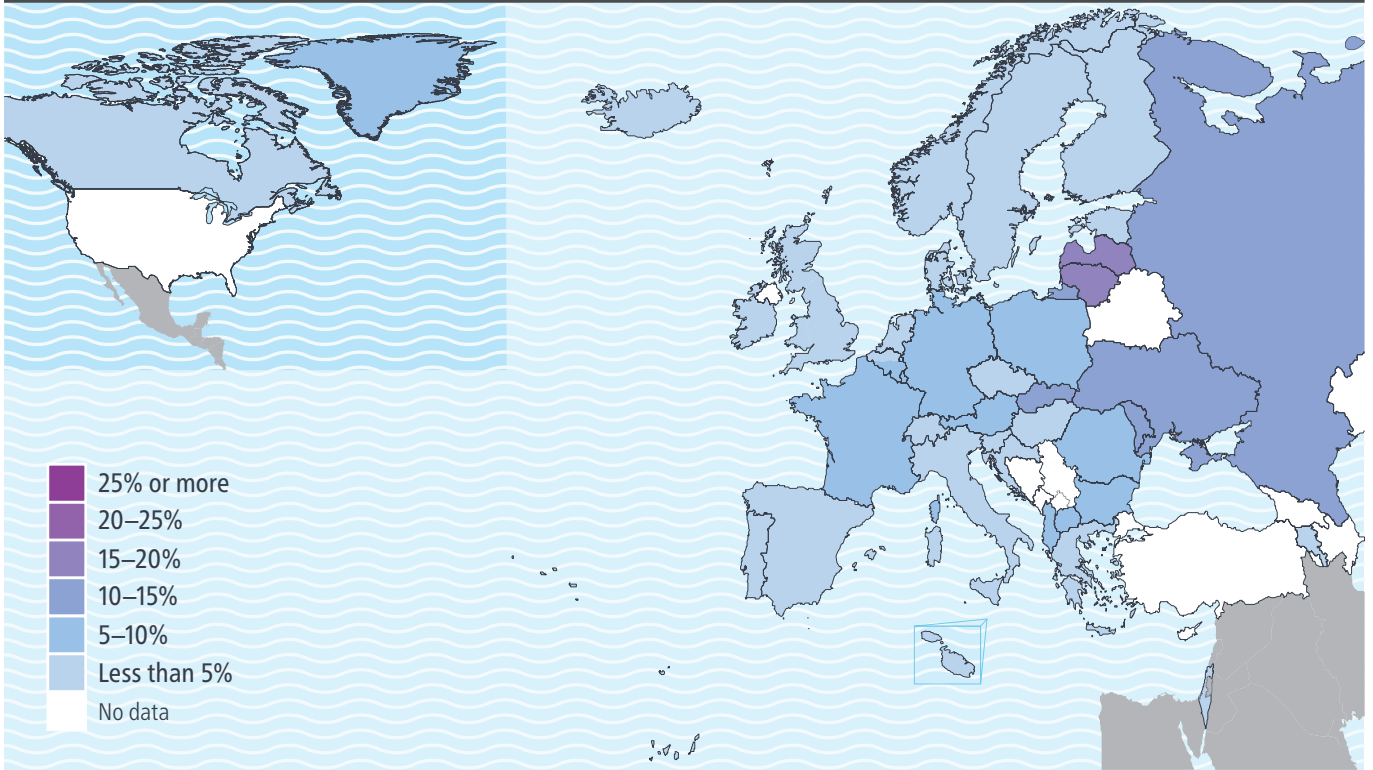 25% or more
20–25%
15–20%
10–15%
5–10%
Less than 5%
No data